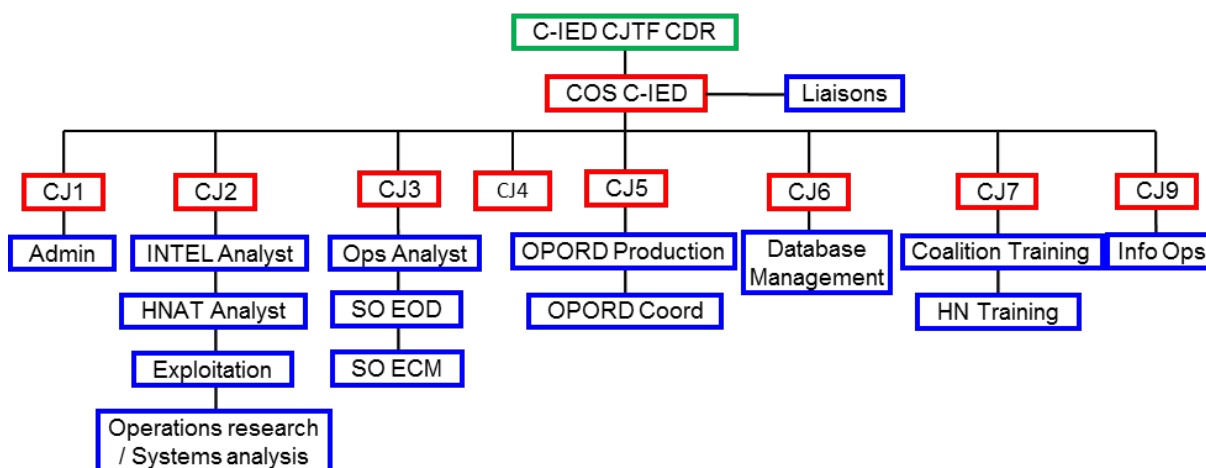 C-IED CJTF CDR
COS C-IED
Liaisons
CJ1
CJ2
CJ3
CJ4
CJ5
CJ6
CJ7
CJ9
Admin
INTEL Analyst
Ops Analyst
OPORD Production
Database
Management
Coalition Training
Info Ops
HNAT Analyst
SO EOD
OPORD Coord
HN Training
Exploitation
SO ECM
Operations research
/ Systems analysis